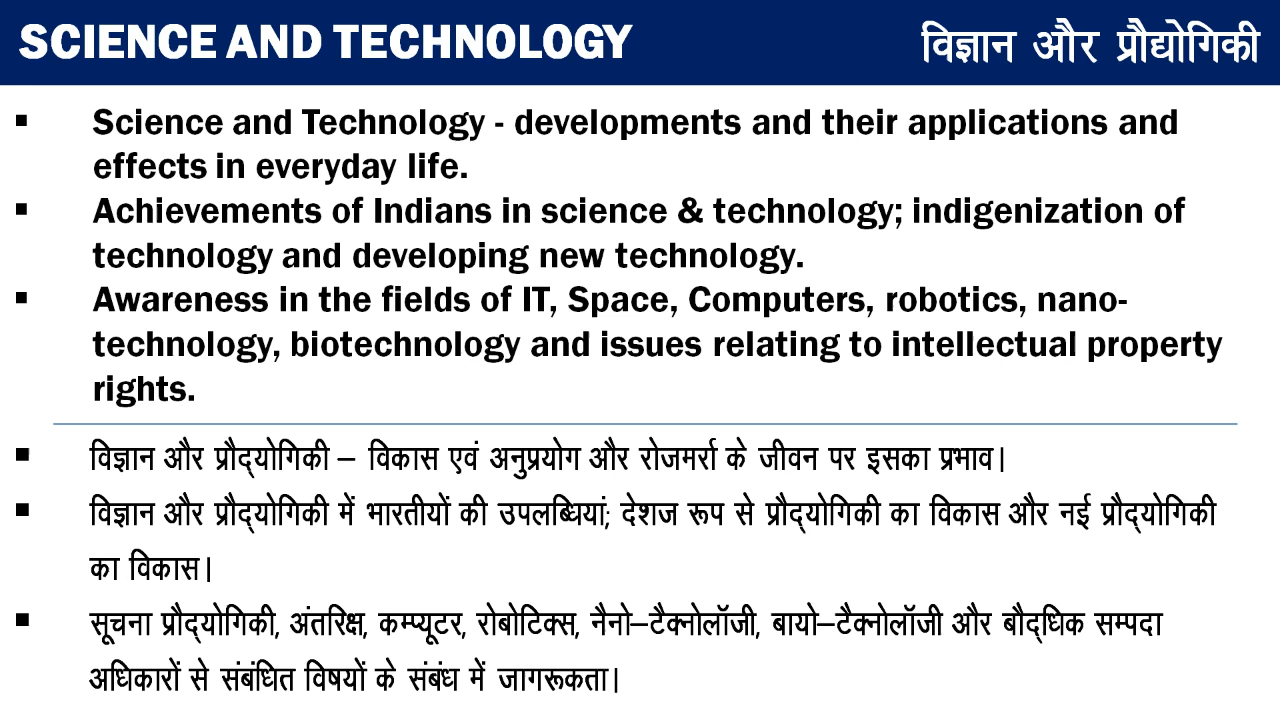 SCIENCE AND TECHNOLOGY
विज्ञान और प्रौद्योगिकी
▪ Science and Technology - developments and their applications and
effects in everyday life.
▪ Achievements of Indians in science & technology; indigenization of
technology and developing new technology.
▪ Awareness in the fields of IT, Space, Computers, robotics, nano-
technology, biotechnology and issues relating to intellectual property
rights.
▪ विज्ञान और प्रौद्योगिकी – विकास एवं अनुप्रयोग और रोजमर्रा के जीवन पर इसका प्रभाव।
▪ विज्ञान और प्रौद्योगिकी में भारतीयों की उपलब्धियां; देशज रूप से प्रौद्योगिकी का विकास और नई प्रौद्योगिकी
का विकास।
▪ सूचना प्रौद्योगिकी, अंतरिक्ष, कम्प्यूटर, रोबोटिक्स, नैनो–टैक्नोलॉजी, बायो–टैक्नोलॉजी और बौद्धिक सम्पदा
अधिकारों से संबंधित विषयों के संबंध में जागरूकता।